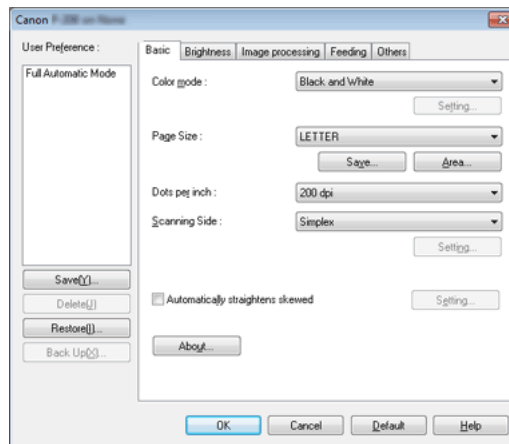 Canon
User Preference :
Full Automatic Mode
Save(Y)...
Delete(J)
Restore(I)...
Back Up(X)...
Basic
Brightness
Image processing
Feeding
Others
Color mode :
Black and White
Setting...
Page Size :
LETTER
Save...
Area...
Dots per inch :
200 dpi
Scanning Side :
Simplex
Setting...
Automatically straightens skewed
Setting...
About...
OK
Cancel
Default
Help